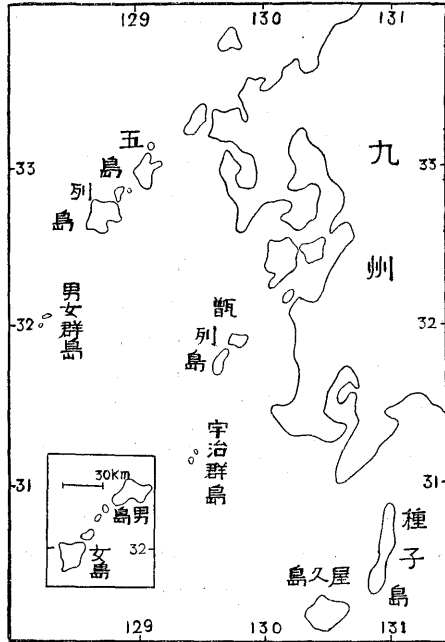 129 130 131
五島列島
九州
33 33
男女群島
甑列島
32 32
宇治群島
31 31
30Km
島男
女島
32
種子島
島久屋
129 130 131